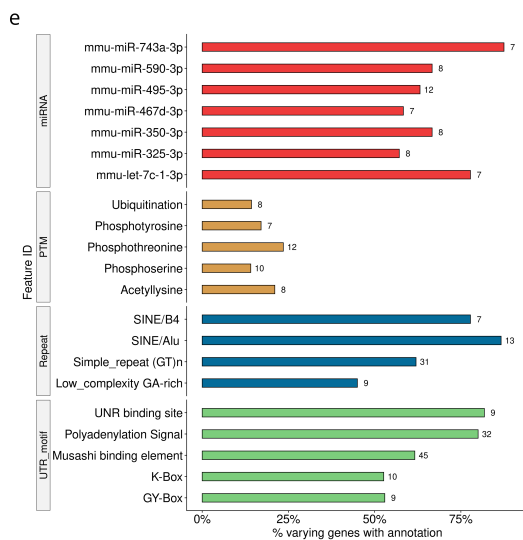 e
mmu-miR-743a-3p 7
mmu-miR-590-3p 8
mmu-miR-495-3p 12
mmu-miR-467d-3p 7
mmu-miR-350-3p 8
mmu-miR-325-3p 8
mmu-let-7c-1-3p 7
miRNA
Ubiquitination 8
Phosphotyrosine 7
Phosphothreonine 12
Phosphoserine 10
Acetyllysine 8
PTM
Feature ID
SINE/B4 7
SINE/Alu 13
Simple_repeat (GT)n 31
Low_complexity GA-rich 9
Repeat
UNR binding site 9
Polyadenylation Signal 32
Musashi binding element 45
K-Box 10
GY-Box 9
UTR_motif
0% 25% 50% 75%
% varying genes with annotation